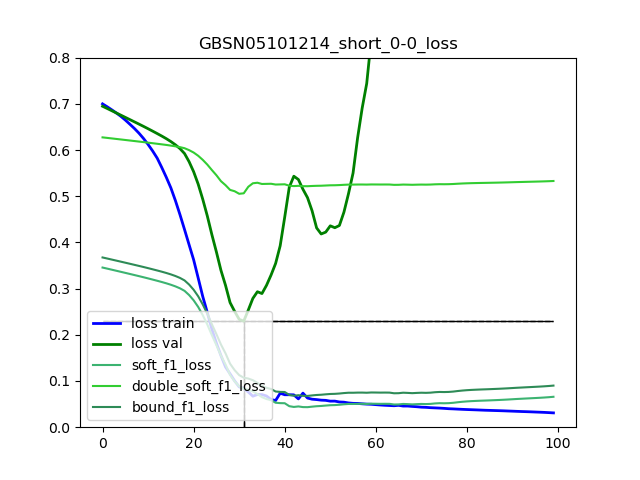 GBSN05101214_short_0-0_loss
0.8
0.7
0.6
0.5
0.4
0.3
0.2
0.1
0.0
loss train
loss val
soft_f1_loss
double_soft_f1_loss
bound_f1_loss
0 20 40 60 80 100